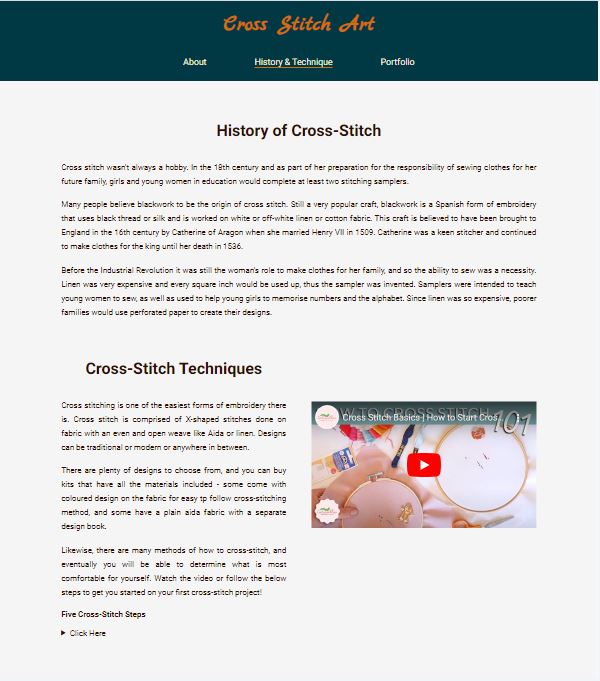 Cross Stitch Art
About
History & Technique
Portfolio
History of Cross-Stitch
Cross stitch wasn't always a hobby. In the 18th century and as part of her preparation for the responsibility of sewing clothes for her
future family, girls and young women in education would complete at least two stitching samplers.
Many people believe blackwork to be the origin of cross stitch. Still a very popular craft, blackwork is a Spanish form of embroidery
that uses black thread or silk and is worked on white or off-white linen or cotton fabric. This craft is believed to have been brought to
England in the 16th century by Catherine of Aragon when she married Henry VII in 1509. Catherine was a keen stitcher and continued
to make clothes for the king until her death in 1536.
Before the Industrial Revolution it was still the woman's role to make clothes for her family, and so the ability to sew was a necessity.
Linen was very expensive and every square inch would be used up, thus the sampler was invented. Samplers were intended to teach
young women to sew, as well as used to help young girls to memorise numbers and the alphabet. Since linen was so expensive, poorer
families would use perforated paper to create their designs.
Cross-Stitch Techniques
Cross stitching is one of the easiest forms of embroidery there
is. Cross stitch is comprised of X-shaped stitches done on
fabric with an even and open weave like Aida or linen. Designs
can be traditional or modern or anywhere in between.
There are plenty of designs to choose from, and you can buy
kits that have all the materials included - some come with
coloured design on the fabric for easy tp follow cross-stitching
method, and some have a plain aida fabric with a separate
design book.
Likewise, there are many methods of how to cross-stitch, and
eventually you will be able to determine what is most
comfortable for yourself. Watch the video or follow the below
steps to get you started on your first cross-stitch project!
Five Cross-Stitch Steps
Click Here
Cross Stitch Basics | How to Start Cros...
W TO CROSS STITCH
101